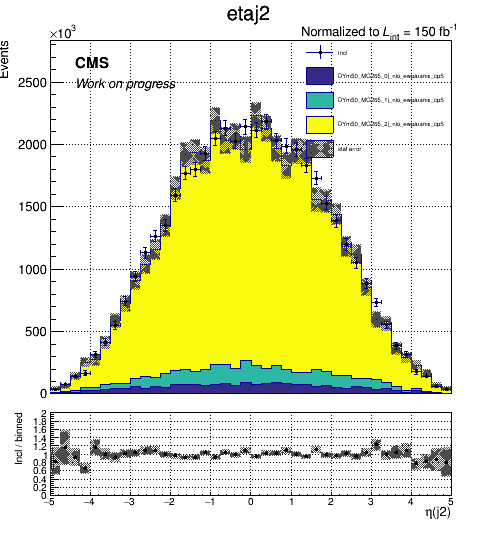 etaj2
×10³
Normalized to L_int = 150 fb⁻¹
Events
CMS
Work on progress
Incl
DYm50_MG265_0j_nlo_ewparams_cp5
DYm50_MG265_1j_nlo_ewparams_cp5
DYm50_MG265_2j_nlo_ewparams_cp5
stat error
2500
2000
1500
1000
500
0
Incl / binned
2
1.8
1.6
1.4
1.2
1
0.8
0.6
0.4
0.2
0
−5 −4 −3 −2 −1 0 1 2 3 4 5
η(j2)